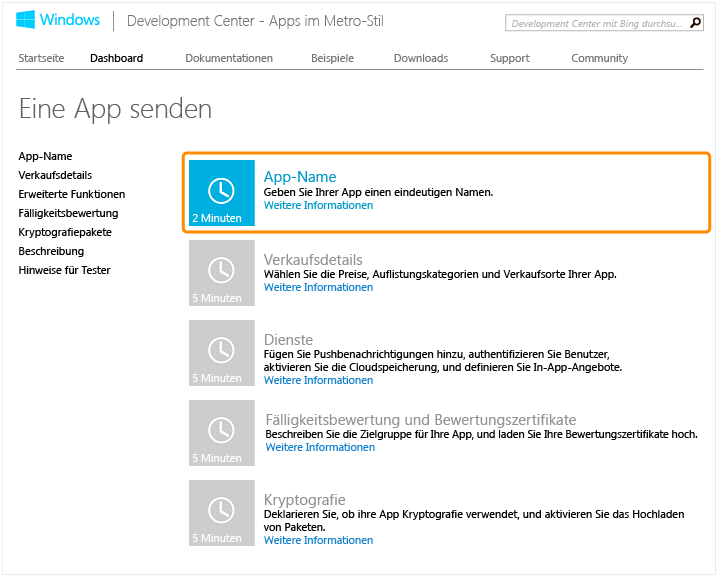 Windows
Development Center - Apps im Metro-Stil
Development Center mit Bing durchsu...
Startseite Dashboard Dokumentationen Beispiele Downloads Support Community
Eine App senden
App-Name
Verkaufsdetails
Erweiterte Funktionen
Fälligkeitsbewertung
Kryptografiepakete
Beschreibung
Hinweise für Tester
2 Minuten
App-Name
Geben Sie Ihrer App einen eindeutigen Namen.
Weitere Informationen
5 Minuten
Verkaufsdetails
Wählen Sie die Preise, Auflistungskategorien und Verkaufsorte Ihrer App.
Weitere Informationen
5 Minuten
Dienste
Fügen Sie Pushbenachrichtigungen hinzu, authentifizieren Sie Benutzer,
aktivieren Sie die Cloudspeicherung, und definieren Sie In-App-Angebote.
Weitere Informationen
5 Minuten
Fälligkeitsbewertung und Bewertungszertifikate
Beschreiben Sie die Zielgruppe für Ihre App, und laden Sie Ihre Bewertungszertifikate hoch.
Weitere Informationen
5 Minuten
Kryptografie
Deklarieren Sie, ob ihre App Kryptografie verwendet, und aktivieren Sie das Hochladen
von Paketen.
Weitere Informationen